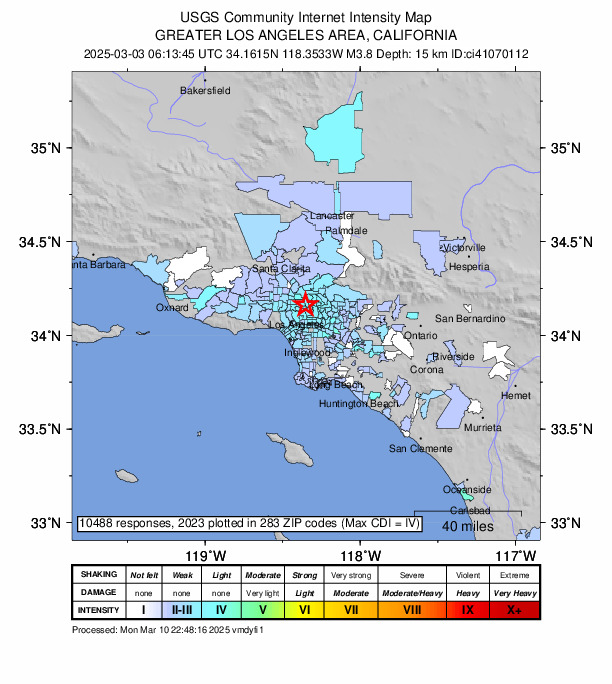 USGS Community Internet Intensity Map
GREATER LOS ANGELES AREA, CALIFORNIA
2025-03-03 06:13:45 UTC 34.1615N 118.3533W M3.8 Depth: 15 km ID:ci41070112
Bakersfield
35˚N 35˚N
Lancaster
Palmdale
34.5˚N 34.5˚N
Victorville
nta Barbara Santa Clarita Hesperia
Oxnard
San Bernardino
Los Angeles
34˚N Ontario 34˚N
Inglewood Riverside
Corona
Long Beach
Hemet
Huntington Beach
33.5˚N Murrieta 33.5˚N
San Clemente
Oceanside
Carlsbad
33˚N 10488 responses, 2023 plotted in 283 ZIP codes (Max CDI = IV) 40 miles 33˚N
119˚W 118˚W 117˚W
SHAKING Not felt Weak Light Moderate Strong Very strong Severe Violent Extreme
DAMAGE none none none Very light Light Moderate Moderate/Heavy Heavy Very Heavy
INTENSITY I II-III IV V VI VII VIII IX X+
Processed: Mon Mar 10 22:48:16 2025 vmdyfi1